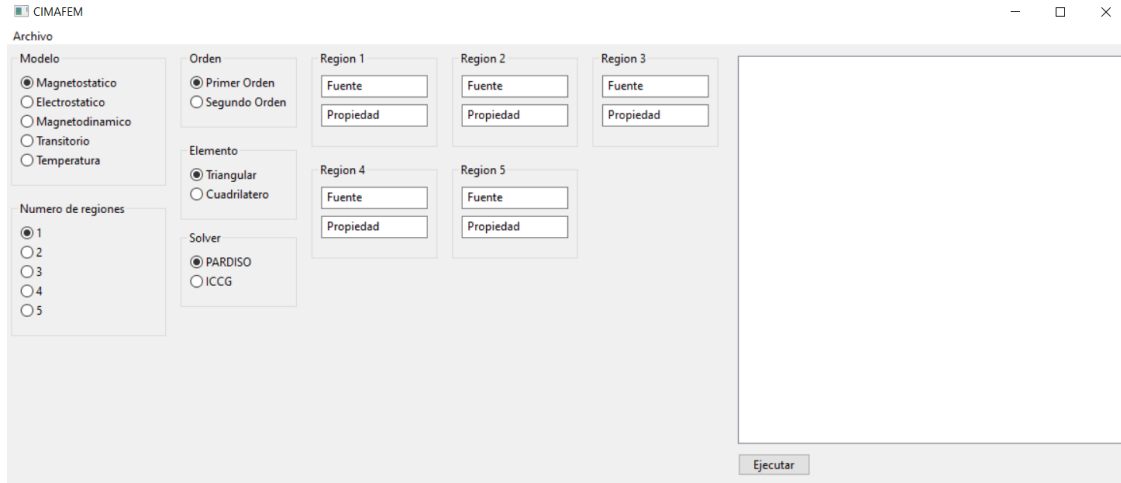 CIMAFEM
Archivo
Modelo
Magnetostatico
Electrostatico
Magnetodinamico
Transitorio
Temperatura
Numero de regiones
1
2
3
4
5
Orden
Primer Orden
Segundo Orden
Elemento
Triangular
Cuadrilatero
Solver
PARDISO
ICCG
Region 1
Fuente
Propiedad
Region 2
Fuente
Propiedad
Region 3
Fuente
Propiedad
Region 4
Fuente
Propiedad
Region 5
Fuente
Propiedad
Ejecutar